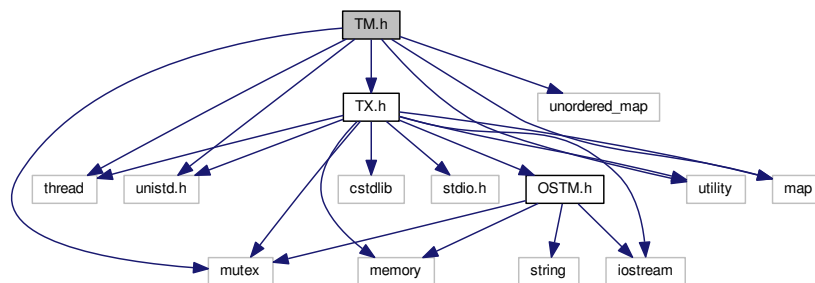 TM.h
TX.h
unordered_map
thread
unistd.h
cstdlib
stdio.h
OSTM.h
utility
map
mutex
memory
string
iostream